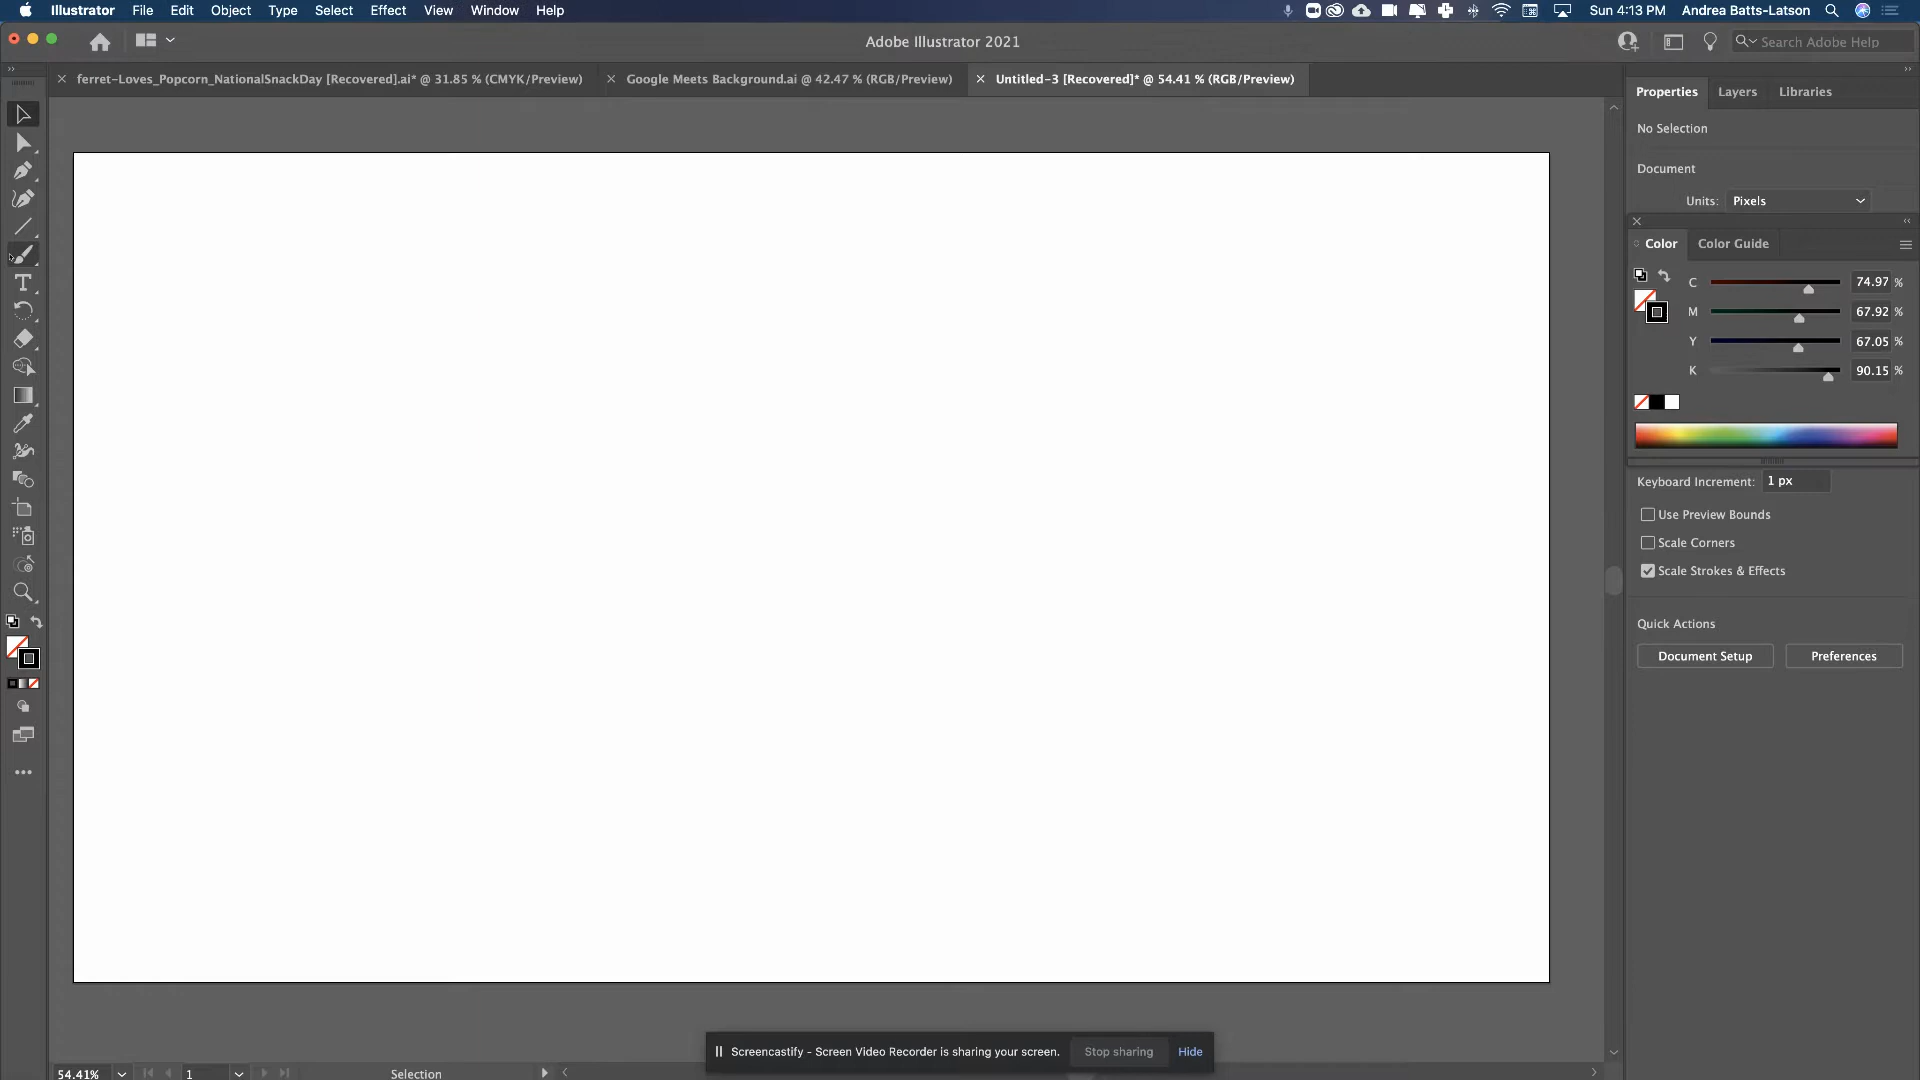 Illustrator File Edit Object Type Select Effect View Window Help
Sun 4:13 PM Andrea Batts-Latson
Adobe Illustrator 2021
Search Adobe Help
ferret-Loves_Popcorn_NationalSnackDay [Recovered].ai* @ 31.85 % (CMYK/Preview)
Google Meets Background.ai @ 42.47 % (RGB/Preview)
Untitled-3 [Recovered]* @ 54.41 % (RGB/Preview)
Properties Layers Libraries
No Selection
Document
Units: Pixels
Color Color Guide
C 74.97 %
M 67.92 %
Y 67.05 %
K 90.15 %
Keyboard Increment: 1 px
Use Preview Bounds
Scale Corners
Scale Strokes & Effects
Quick Actions
Document Setup Preferences
Screencastify - Screen Video Recorder is sharing your screen. Stop sharing Hide
54.41% 1 Selection